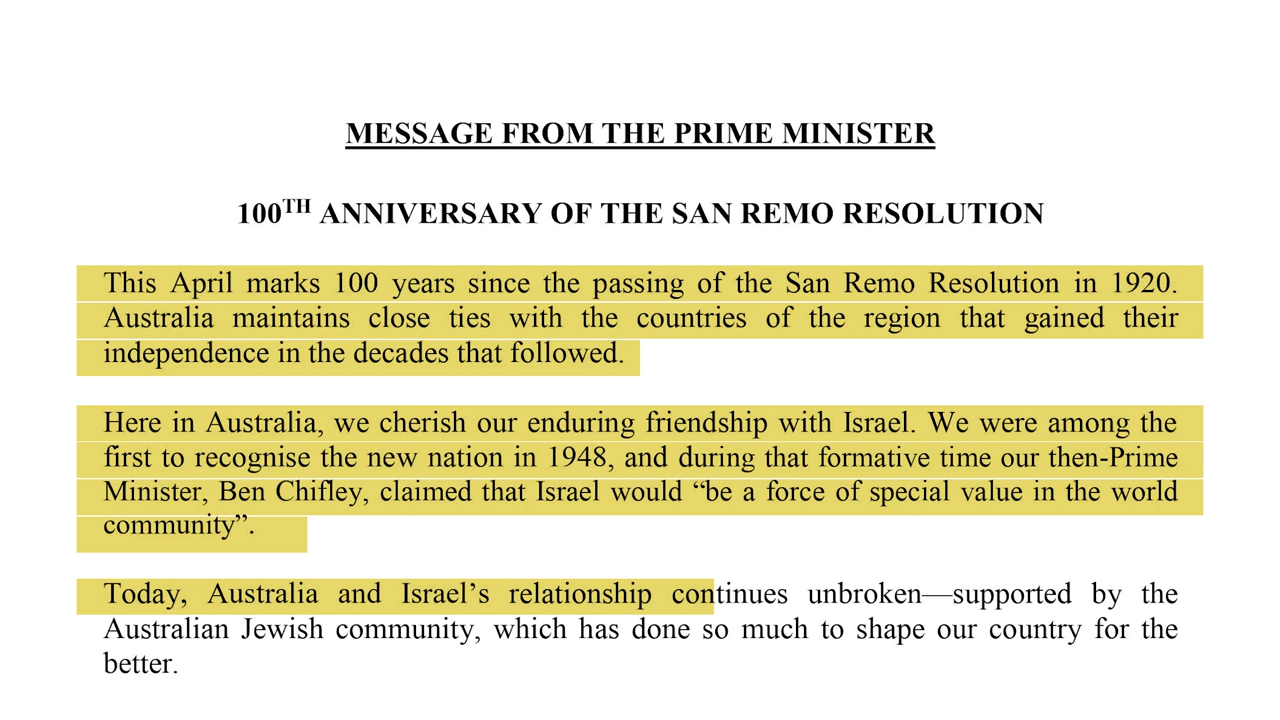 MESSAGE FROM THE PRIME MINISTER
100TH ANNIVERSARY OF THE SAN REMO RESOLUTION
This April marks 100 years since the passing of the San Remo Resolution in 1920.
Australia maintains close ties with the countries of the region that gained their
independence in the decades that followed.
Here in Australia, we cherish our enduring friendship with Israel. We were among the
first to recognise the new nation in 1948, and during that formative time our then-Prime
Minister, Ben Chifley, claimed that Israel would “be a force of special value in the world
community”.
Today, Australia and Israel’s relationship continues unbroken—supported by the
Australian Jewish community, which has done so much to shape our country for the
better.